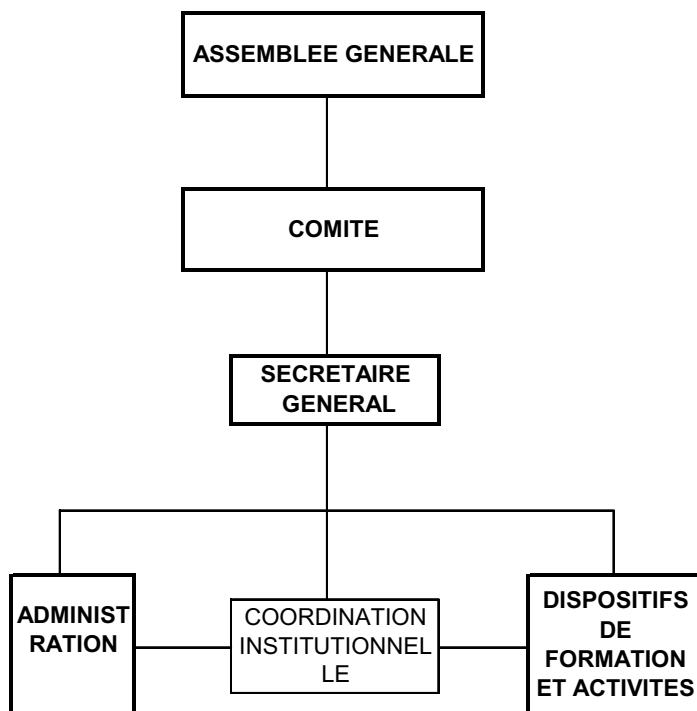 ASSEMBLEE GENERALE
COMITE
SECRETAIRE
GENERAL
ADMINIST
RATION
COORDINATION
INSTITUTIONNEL
LE
DISPOSITIFS
DE
FORMATION
ET ACTIVITES